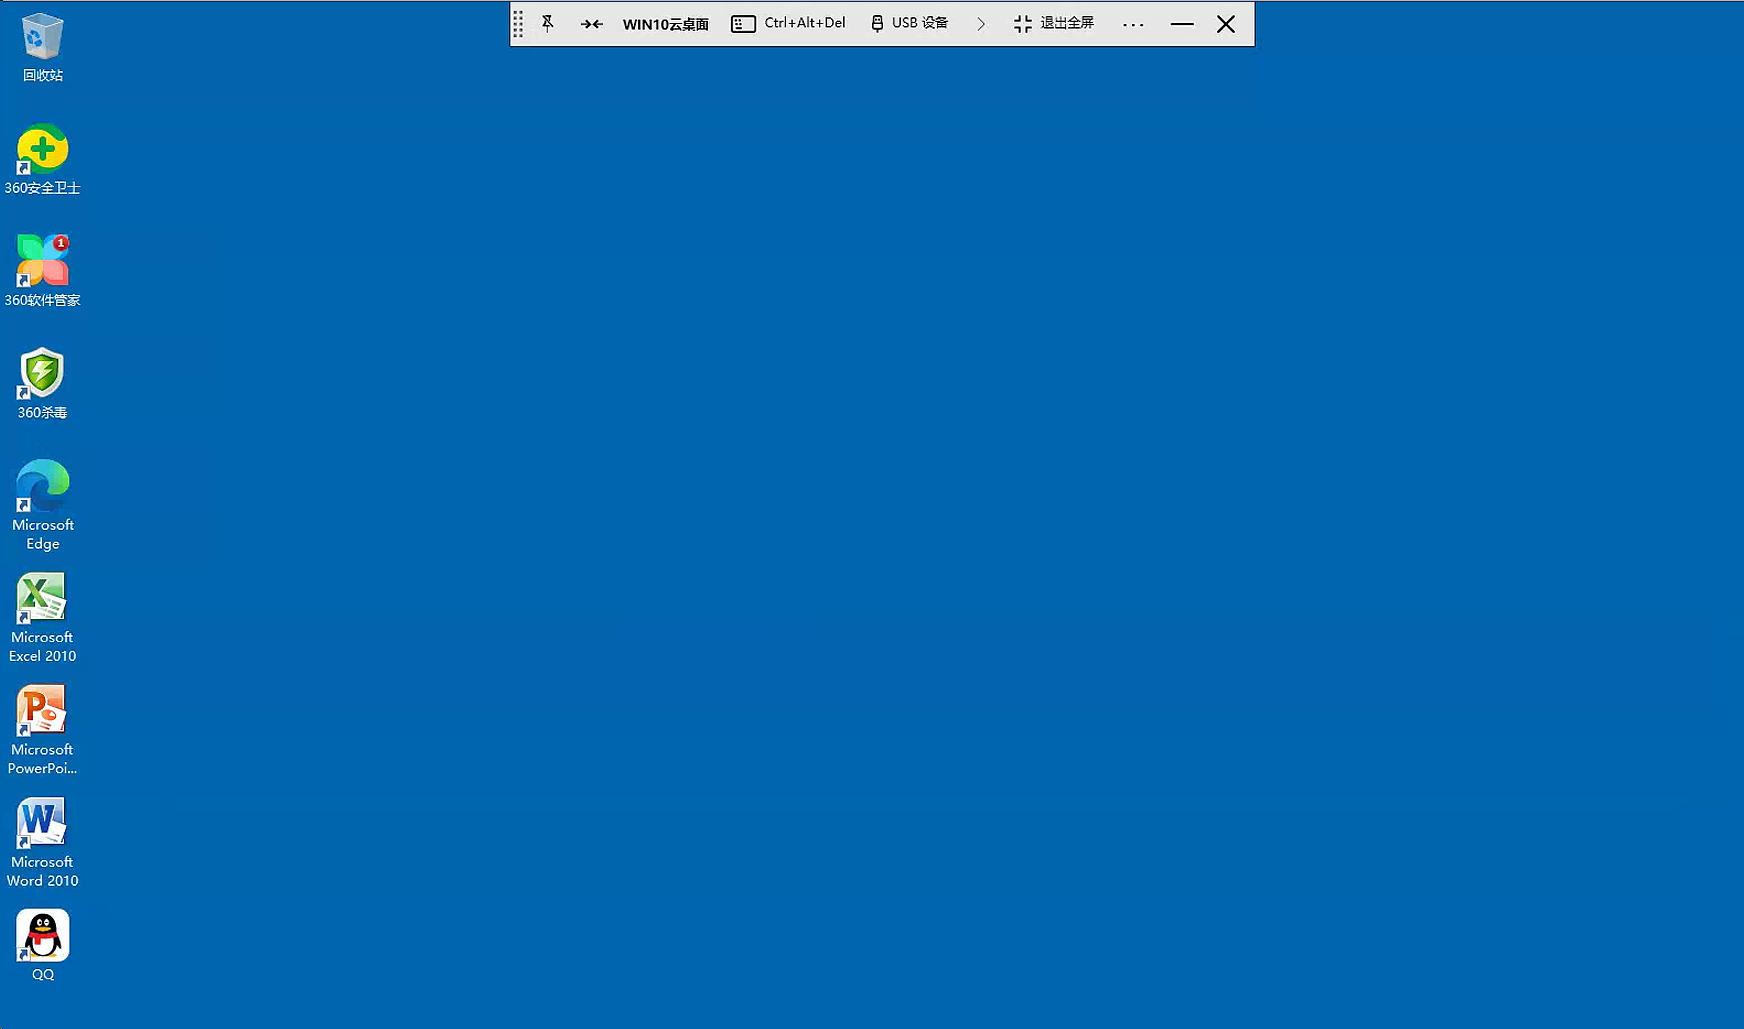 WIN10云桌面 Ctrl+Alt+Del USB 设备 退出全屏 ...
回收站
360安全卫士
1
360软件管家
360杀毒
Microsoft
Edge
Microsoft
Excel 2010
Microsoft
PowerPoi...
Microsoft
Word 2010
QQ